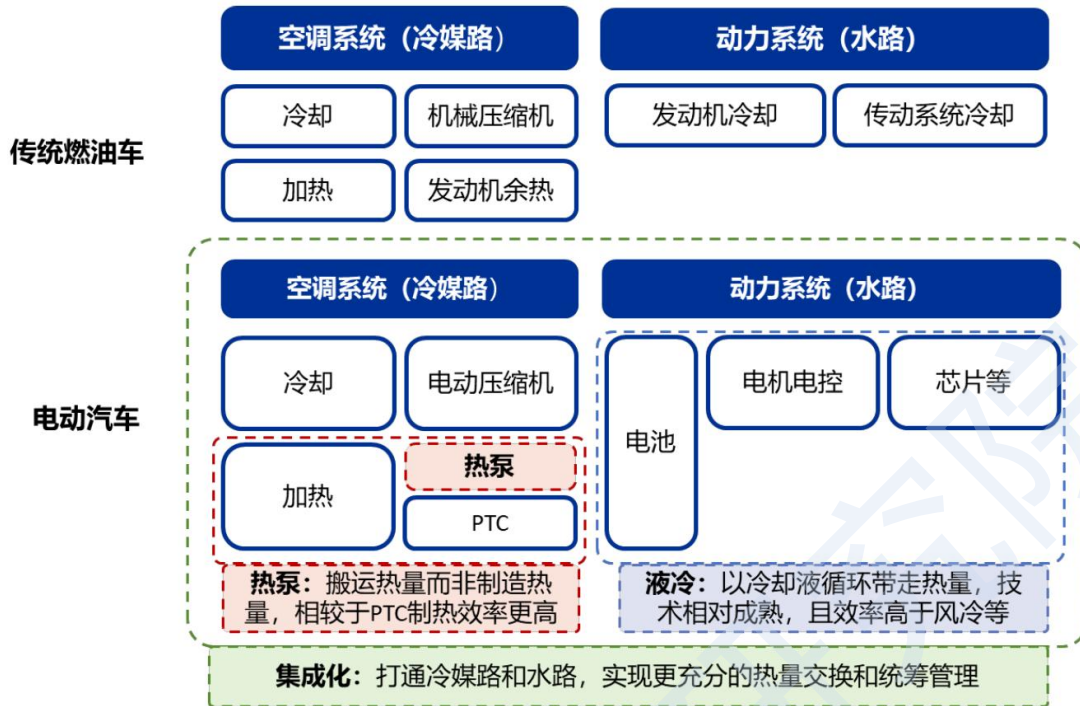 空调系统（冷媒路）
动力系统（水路）
传统燃油车
冷却
机械压缩机
发动机冷却
传动系统冷却
加热
发动机余热
电动汽车
空调系统（冷媒路）
动力系统（水路）
冷却
电动压缩机
电池
电机电控
芯片等
加热
热泵
PTC
热泵：搬运热量而非制造热
量，相较于PTC制热效率更高
液冷：以冷却液循环带走热量，技
术相对成熟，且效率高于风冷等
集成化：打通冷媒路和水路，实现更充分的热量交换和统筹管理